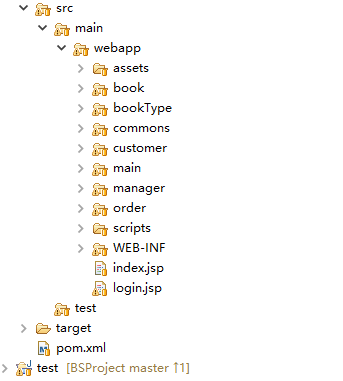 src
main
webapp
assets
book
bookType
commons
customer
main
manager
order
scripts
WEB-INF
index.jsp
login.jsp
test
target
pom.xml
test [BSProject master ↑1]